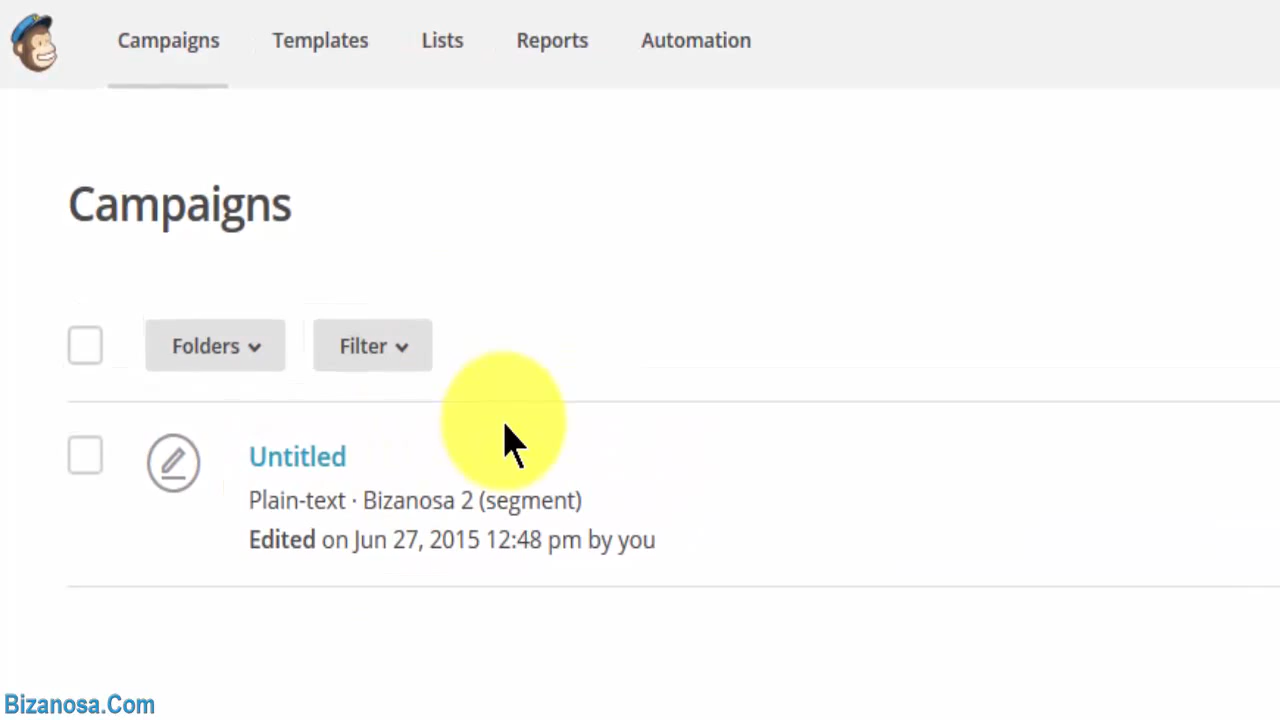 Campaigns Templates Lists Reports Automation
Campaigns
Folders Filter
Untitled
Plain-text · Bizanosa 2 (segment)
Edited on Jun 27, 2015 12:48 pm by you
Bizanosa.Com